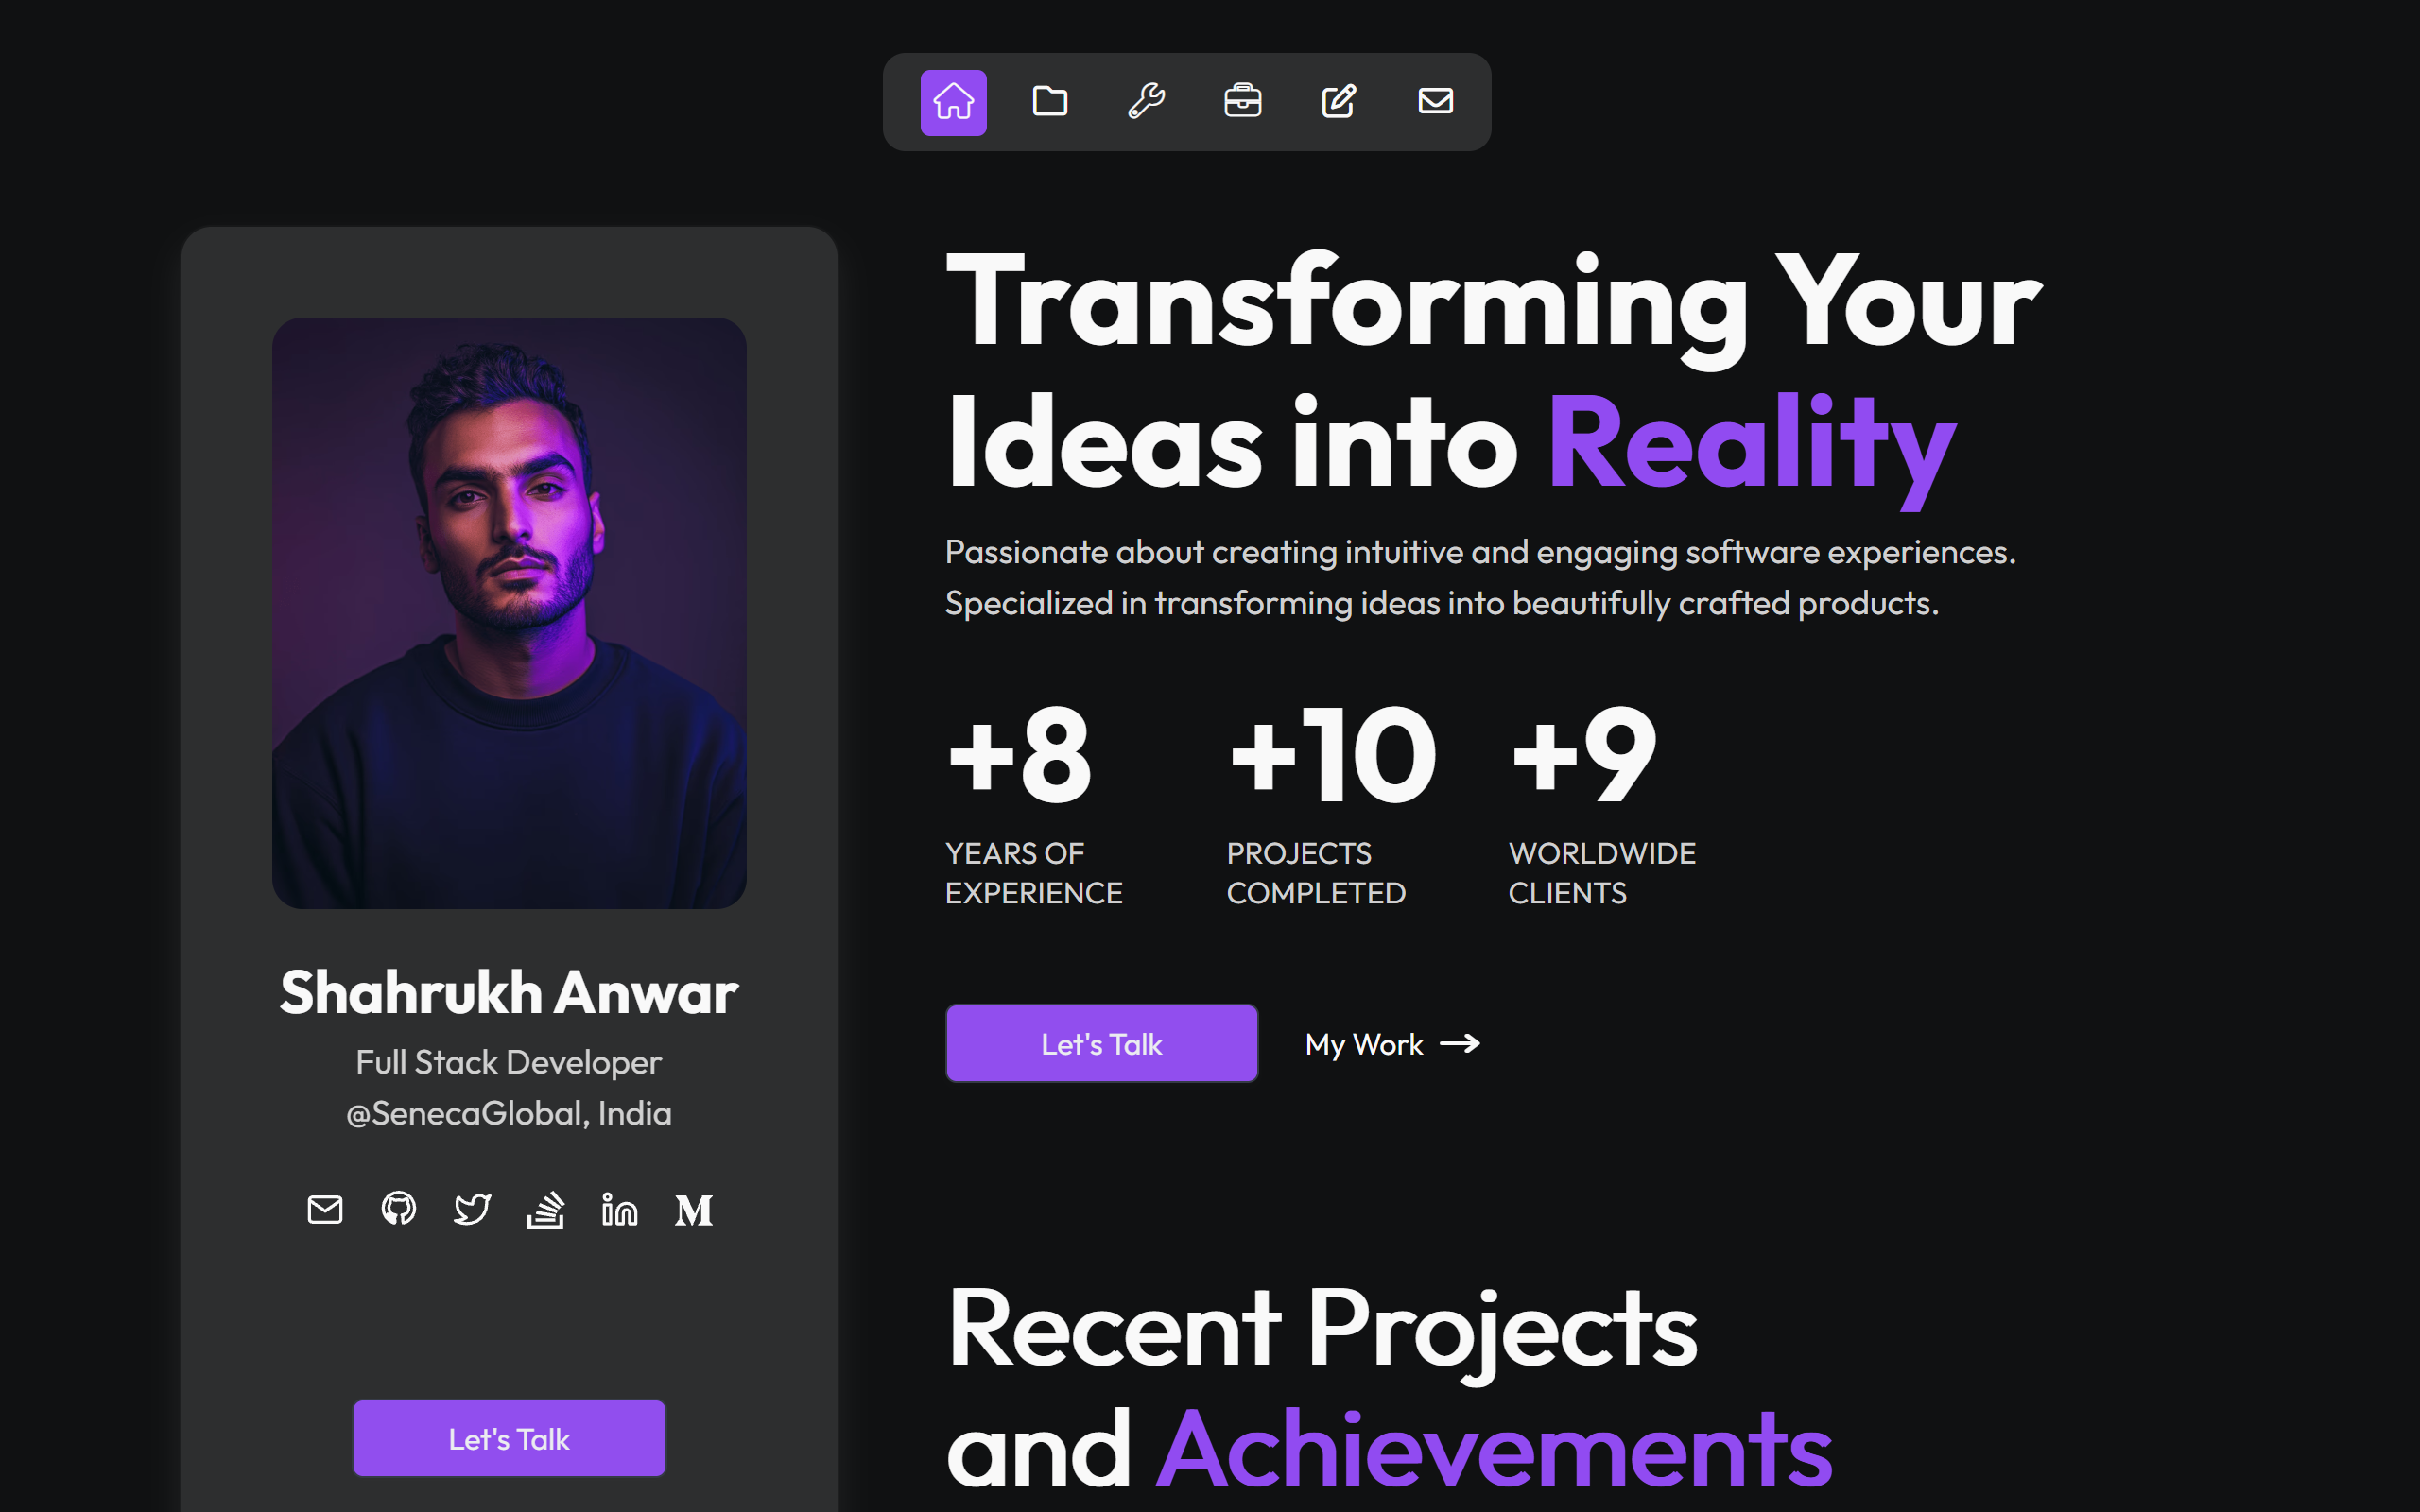 Transforming Your
Ideas into Reality
Passionate about creating intuitive and engaging software experiences.
Specialized in transforming ideas into beautifully crafted products.
+8
YEARS OF
EXPERIENCE
+10
PROJECTS
COMPLETED
+9
WORLDWIDE
CLIENTS
Let's Talk
My Work
Shahrukh Anwar
Full Stack Developer
@SenecaGlobal, India
Let's Talk
Recent Projects
and Achievements